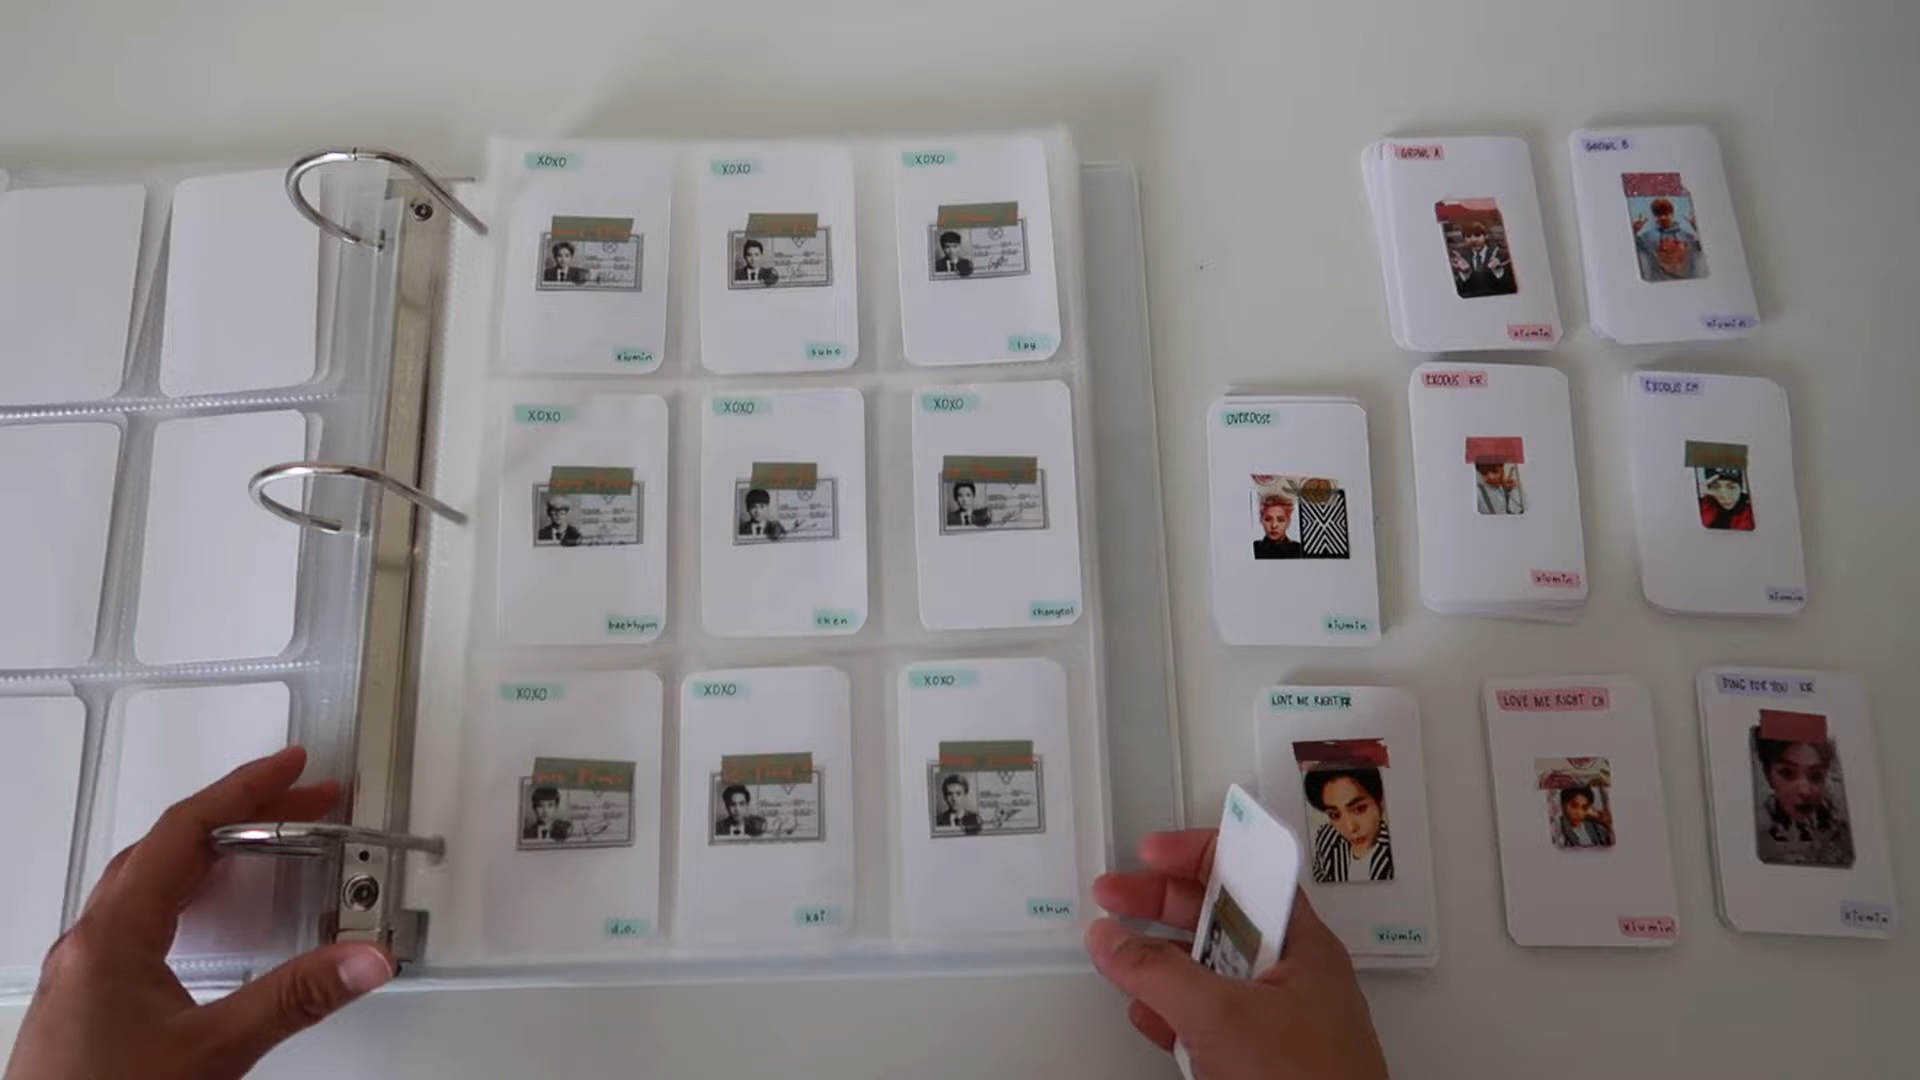 XOXO
XOXO
XOXO
xiumin
suho
lay
XOXO
XOXO
XOXO
baekhyun
chen
chanyeol
XOXO
XOXO
XOXO
d.o.
kai
sehun
GROWL A
xiumin
GROWL B
xiumin
OVERDOSE
xiumin
EXODUS KR
xiumin
EXODUS CH
xiumin
LOVE ME RIGHT KR
xiumin
LOVE ME RIGHT CH
xiumin
SING FOR YOU KR
xiumin